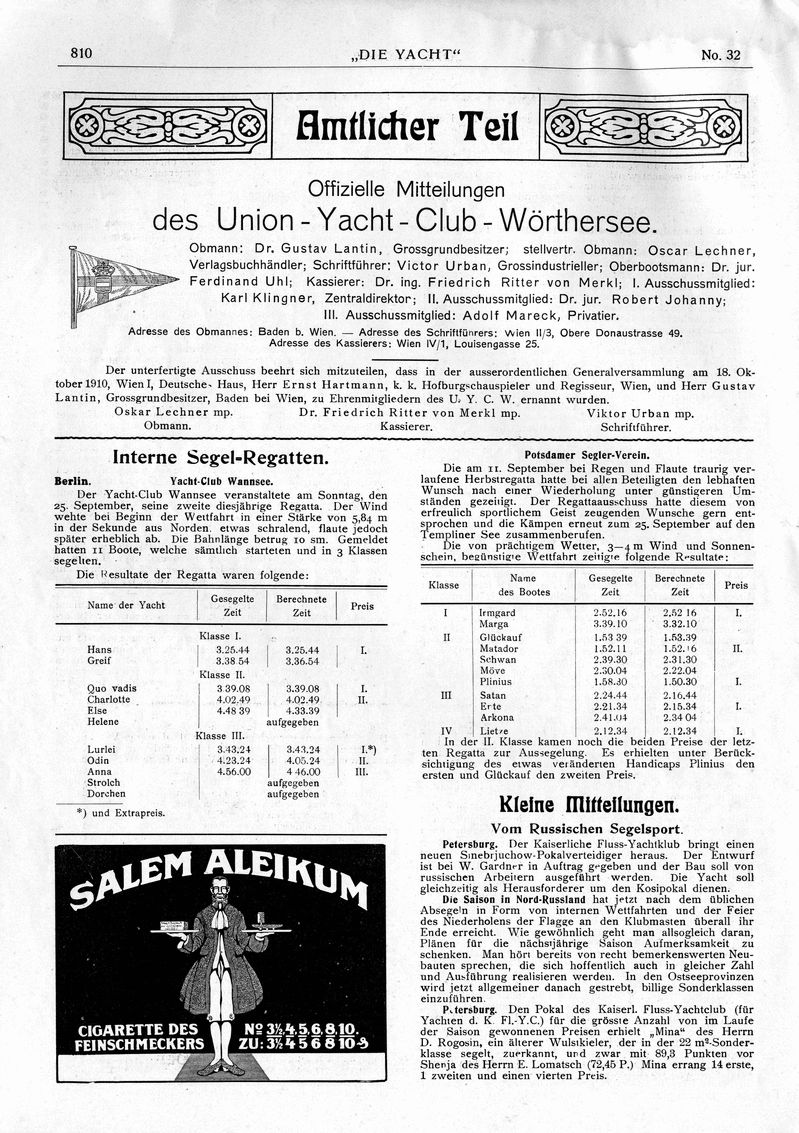 810
„DIE YACHT“
No. 32
Amtlicher Teil
Offizielle Mitteilungen
des Union-Yacht-Club-Wörthersee.
Obmann: Dr. Gustav Lantin, Grossgrundbesitzer; stellvertr. Obmann: Oscar Lechner,
Verlagsbuchhändler; Schriftführer: Victor Urban, Grossindustrieller; Oberbootsmann: Dr. jur.
Ferdinand Uhl; Kassierer: Dr. ing. Friedrich Ritter von Merkl; I. Ausschussmitglied:
Karl Klingner, Zentraldirektor; II. Ausschussmitglied: Dr. jur. Robert Johanny;
III. Ausschussmitglied: Adolf Mareck, Privatier.
Adresse des Obmannes: Baden b. Wien. — Adresse des Schriftführers: Wien II/3, Obere Donaustrasse 49.
Adresse des Kassierers: Wien IV/1, Louisengasse 25.
Der unterfertigte Ausschuss beehrt sich mitzuteilen, dass in der ausserordentlichen Generalversammlung am 18. Ok-
tober 1910, Wien I, Deutsches Haus, Herr Ernst Hartmann, k. k. Hofburgschauspieler und Regisseur, Wien, und Herr Gustav
Lantin, Grossgrundbesitzer, Baden bei Wien, zu Ehrenmitgliedern des U. Y. C. W. ernannt wurden.
Oskar Lechner mp. Dr. Friedrich Ritter von Merkl mp. Viktor Urban mp.
Obmann. Kassierer. Schriftführer.
Interne Segel-Regatten.
Berlin. Yacht-Club Wannsee.
Der Yacht-Club Wannsee veranstaltete am Sonntag, den
25. September, seine zweite diesjährige Regatta. Der Wind
wehte bei Beginn der Wettfahrt in einer Stärke von 5,84 m
in der Sekunde aus Norden, etwas schralend, flaute jedoch
später erheblich ab. Die Bahnlänge betrug 10 sm. Gemeldet
hatten 11 Boote, welche sämtlich starteten und in 3 Klassen
segelten.
Die Resultate der Regatta waren folgende:
Name der Yacht Gesegelte Zeit Berechnete Zeit Preis
Klasse I.
Hans 3.25.44 3.25.44 I.
Greif 3.38 54 3.36.54
Klasse II.
Quo vadis 3 39.08 3.39.08 I.
Charlotte 4.02.49 4.02.49 II.
Else 4.48 39 4.33.39
Helene aufgegeben
Klasse III.
Lurlei 3.43,24 3.43.24 I.*)
Odin 4.23.24 4.05.24 II.
Anna 4.56.00 4 46.00 III.
Strolch aufgegeben
Dorchen aufgegeben
*) und Extrapreis.
SALEM ALEIKUM
CIGARETTE DES
FEINSCHMECKERS
Nº 3½.4.5.6.8.10.
ZU: 3½ 4 5 6 8 10 ₰
Potsdamer Segler-Verein.
Die am 11. September bei Regen und Flaute traurig ver-
laufene Herbstregatta hatte bei allen Beteiligten den lebhaften
Wunsch nach einer Wiederholung unter günstigeren Um-
ständen gezeitigt. Der Regattaausschuss hatte diesem von
erfreulich sportlichem Geist zeugenden Wunsche gern ent-
sprochen und die Kämpen erneut zum 25. September auf den
Templiner See zusammenberufen.
Die von prächtigem Wetter, 3—4 m Wind und Sonnen-
schein, begünstigte Wettfahrt zeitigte folgende Resultate:
Klasse Name des Bootes Gesegelte Zeit Berechnete Zeit Preis
I Irmgard 2.52.16 2.52 16 I.
Marga 3.39.10 3.32.10
II Glückauf 1.53 39 1.53.39
Matador 1.52.11 1.52.16 II.
Schwan 2.39.30 2.31.30
Möve 2.30.04 2.22.04
Plinius 1.58.30 1.50.30 I.
III Satan 2.24.44 2.16.44
Erte 2.21.34 2.15.34 I.
Arkona 2.41.04 2.34 04
IV Lietze 2.12.34 2.12.34 I.
In der II. Klasse kamen noch die beiden Preise der letz-
ten Regatta zur Aussegelung. Es erhielten unter Berück-
sichtigung des etwas veränderten Handicaps Plinius den
ersten und Glückauf den zweiten Preis.
Kleine Mitteilungen.
Vom Russischen Segelsport.
Petersburg. Der Kaiserliche Fluss-Yachtklub bringt einen
neuen Sinebrjuchow-Pokalverteidiger heraus. Der Entwurf
ist bei W. Gardner in Auftrag gegeben und der Bau soll von
russischen Arbeitern ausgeführt werden. Die Yacht soll
gleichzeitig als Herausforderer um den Kosipokal dienen.
Die Saison in Nord-Russland hat jetzt nach dem üblichen
Absegeln in Form von internen Wettfahrten und der Feier
des Niederholens der Flagge an den Klubmasten überall ihr
Ende erreicht. Wie gewöhnlich geht man allsogleich daran,
Plänen für die nächstjährige Saison Aufmerksamkeit zu
schenken. Man hört bereits von recht bemerkenswerten Neu-
bauten sprechen, die sich hoffentlich auch in gleicher Zahl
und Ausführung realisieren werden. In den Ostseeprovinzen
wird jetzt allgemeiner danach gestrebt, billige Sonderklassen
einzuführen.
Petersburg. Den Pokal des Kaiserl. Fluss-Yachtclub (für
Yachten d. K. Fl.-Y.C.) für die grösste Anzahl von im Laufe
der Saison gewonnenen Preisen erhielt „Mina“ des Herrn
D. Rogosin, ein älterer Wulstkieler, der in der 22 m²-Sonder-
klasse segelt, zuerkannt, und zwar mit 89,3 Punkten vor
Shenja des Herrn E. Lomatsch (72,45 P.) Mina errang 14 erste,
1 zweiten und einen vierten Preis.